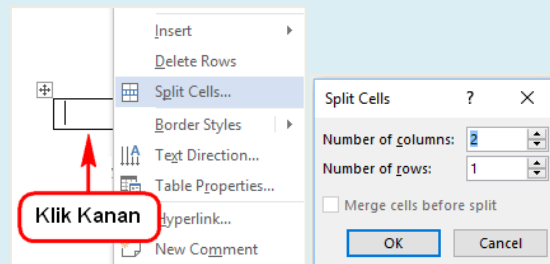 Insert
Delete Rows
Split Cells...
Border Styles
Text Direction...
Table Properties...
Hyperlink...
New Comment
Klik Kanan
Split Cells ? X
Number of columns: 2
Number of rows: 1
Merge cells before split
OK Cancel